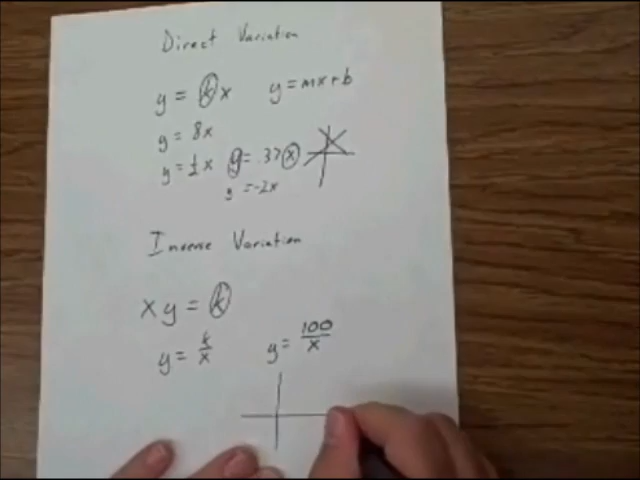 Direct Variation
y = kx y = mx + b
y = 8x
y = ½x y = .37x
y = -2x
Inverse Variation
xy = k
y = k/x y = 100/x